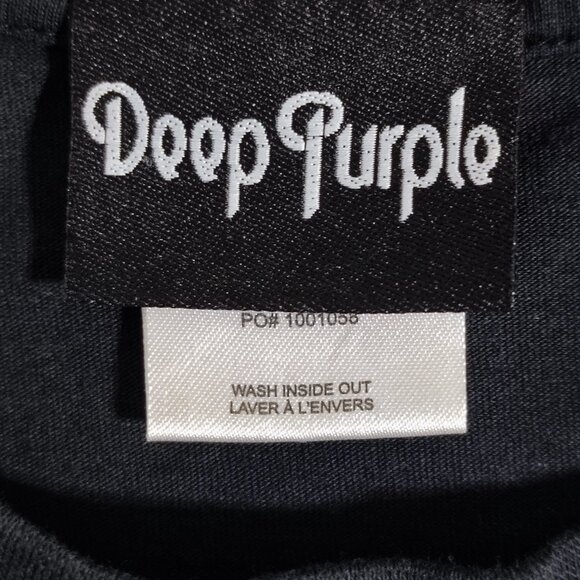 Deep Purple
PO# 1001058
WASH INSIDE OUT
LAVER À L'ENVERS